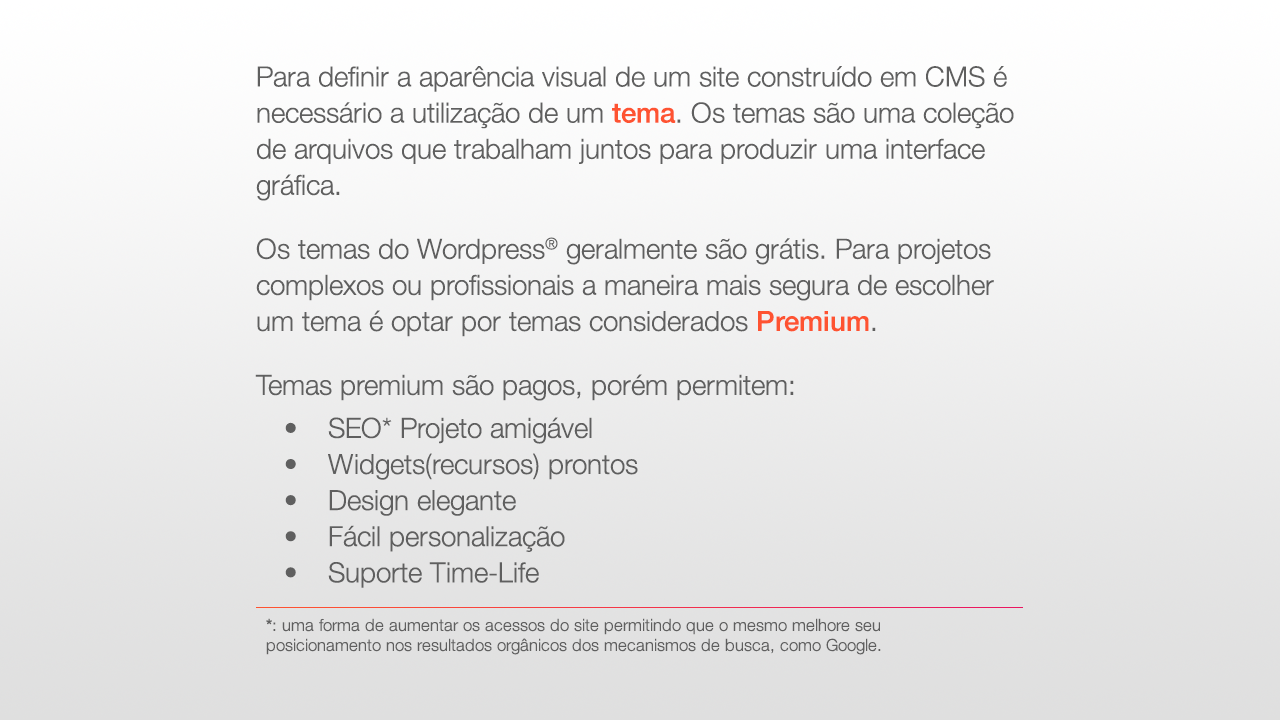 Para definir a aparência visual de um site construído em CMS é
necessário a utilização de um tema. Os temas são uma coleção
de arquivos que trabalham juntos para produzir uma interface
gráfica.
Os temas do Wordpress® geralmente são grátis. Para projetos
complexos ou profissionais a maneira mais segura de escolher
um tema é optar por temas considerados Premium.
Temas premium são pagos, porém permitem:
• SEO* Projeto amigável
• Widgets(recursos) prontos
• Design elegante
• Fácil personalização
• Suporte Time-Life
*: uma forma de aumentar os acessos do site permitindo que o mesmo melhore seu
posicionamento nos resultados orgânicos dos mecanismos de busca, como Google.